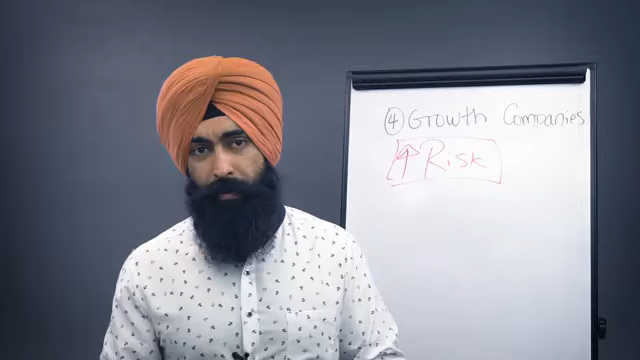 ④ Growth Companies
↑ Risk